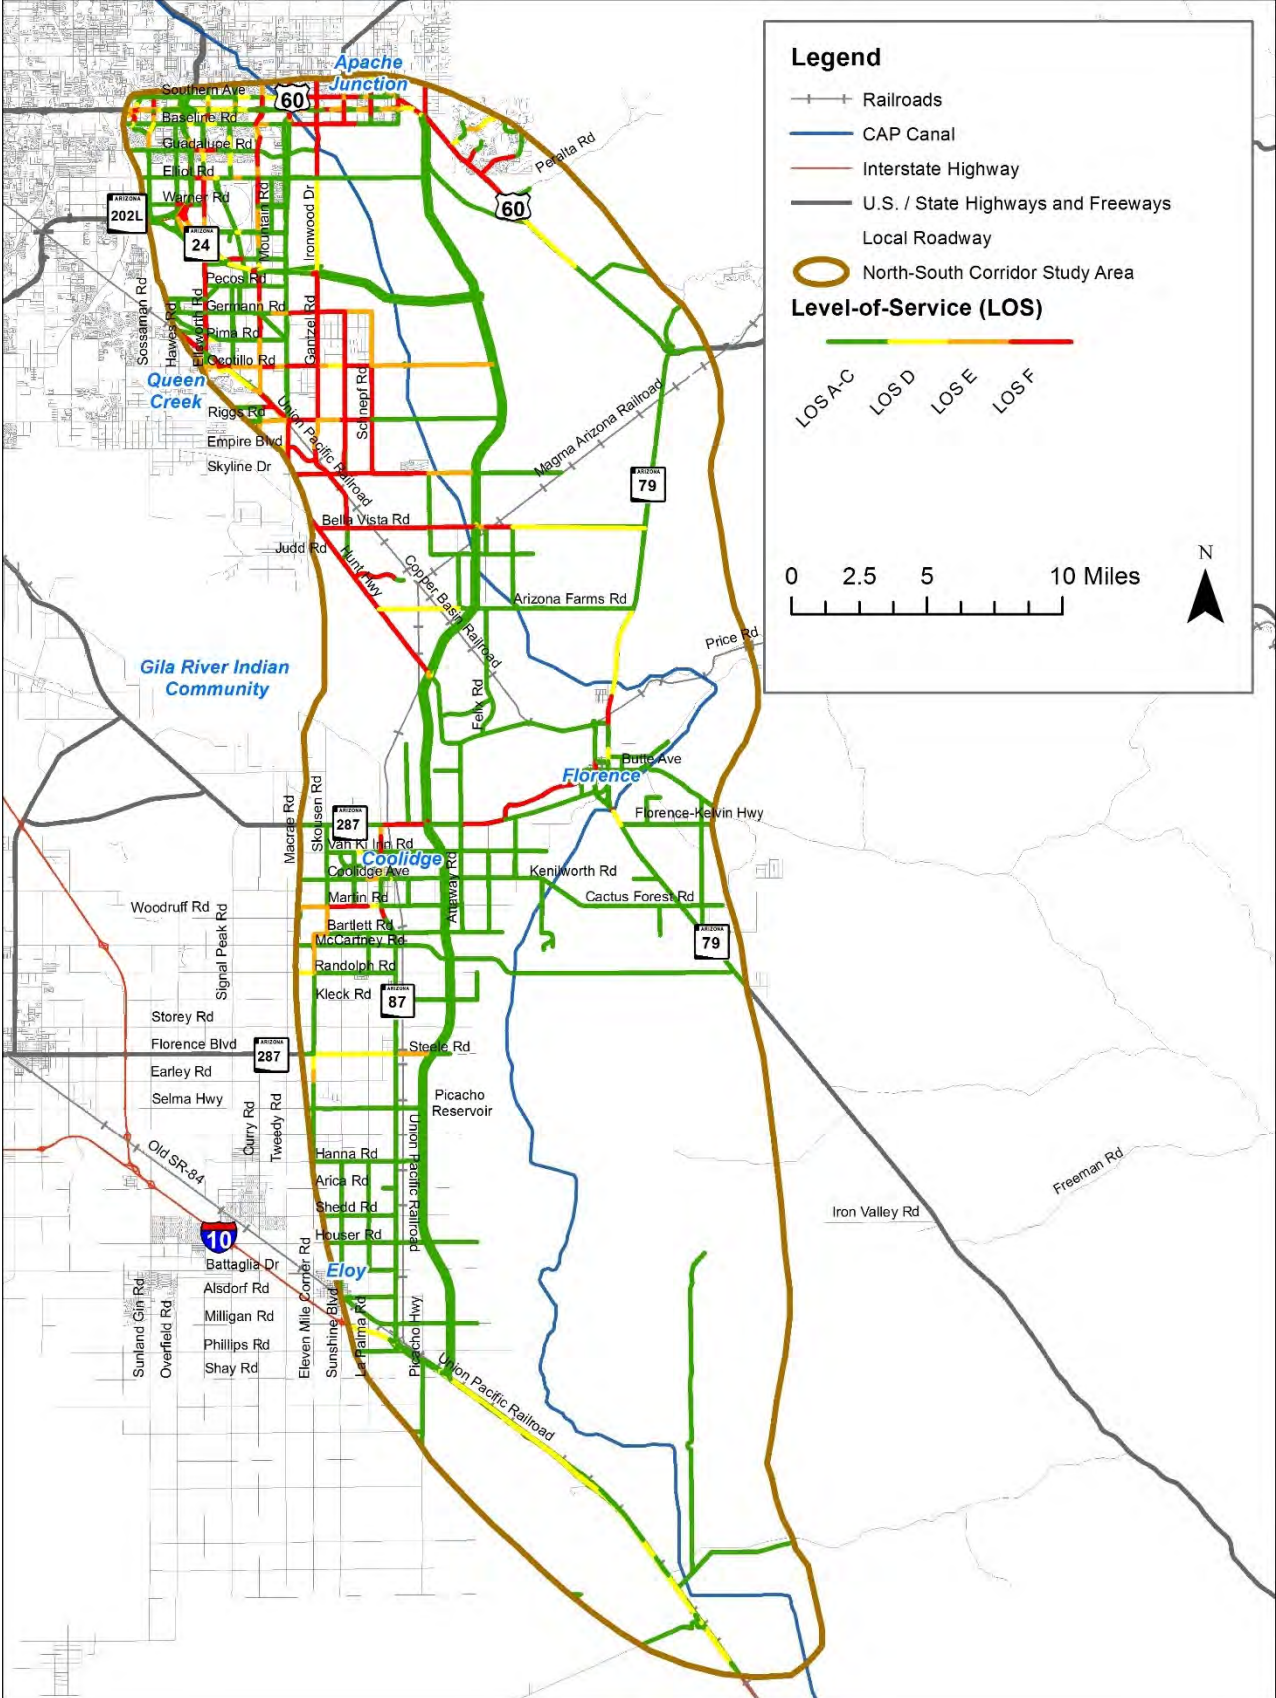 Apache
Junction
Southern Ave
60
Baseline Rd
Guadalupe Rd
Elliot Rd
Warner Rd
Peralta Rd
ARIZONA
202L
ARIZONA
24
60
Mountain Rd
Ironwood Dr
Pecos Rd
Germann Rd
Sossaman Rd
Hawes Rd
Ellsworth Rd
Gantzel Rd
Pima Rd
Ocotillo Rd
Queen
Creek
Schnepf Rd
Riggs Rd
Union Pacific Railroad
Empire Blvd
Skyline Dr
Magma Arizona Railroad
ARIZONA
79
Bella Vista Rd
Judd Rd
Hunt Hwy
Copper Basin Railroad
Arizona Farms Rd
Price Rd
Gila River Indian
Community
Felix Rd
Butte Ave
Florence
Macrae Rd
Skousen Rd
ARIZONA
287
Florence-Kelvin Hwy
Van Ki Inn Rd
Coolidge
Coolidge Ave
Attaway Rd
Kenilworth Rd
Martin Rd
Cactus Forest Rd
Woodruff Rd
Signal Peak Rd
Bartlett Rd
McCartney Rd
ARIZONA
79
Randolph Rd
Kleck Rd
ARIZONA
87
Storey Rd
Florence Blvd
ARIZONA
287
Steele Rd
Earley Rd
Selma Hwy
Picacho
Reservoir
Curry Rd
Tweedy Rd
Old SR-84
Union Pacific Railroad
Hanna Rd
Arica Rd
Shedd Rd
Houser Rd
Freeman Rd
Iron Valley Rd
10
Battaglia Dr
Eloy
Alsdorf Rd
Milligan Rd
Phillips Rd
Shay Rd
Sunland Gin Rd
Overfield Rd
Eleven Mile Corner Rd
Sunshine Blvd
La Palma Rd
Picacho Hwy
Union Pacific Railroad
Legend
Railroads
CAP Canal
Interstate Highway
U.S. / State Highways and Freeways
Local Roadway
North-South Corridor Study Area
Level-of-Service (LOS)
LOS A-C
LOS D
LOS E
LOS F
N
0 2.5 5 10 Miles